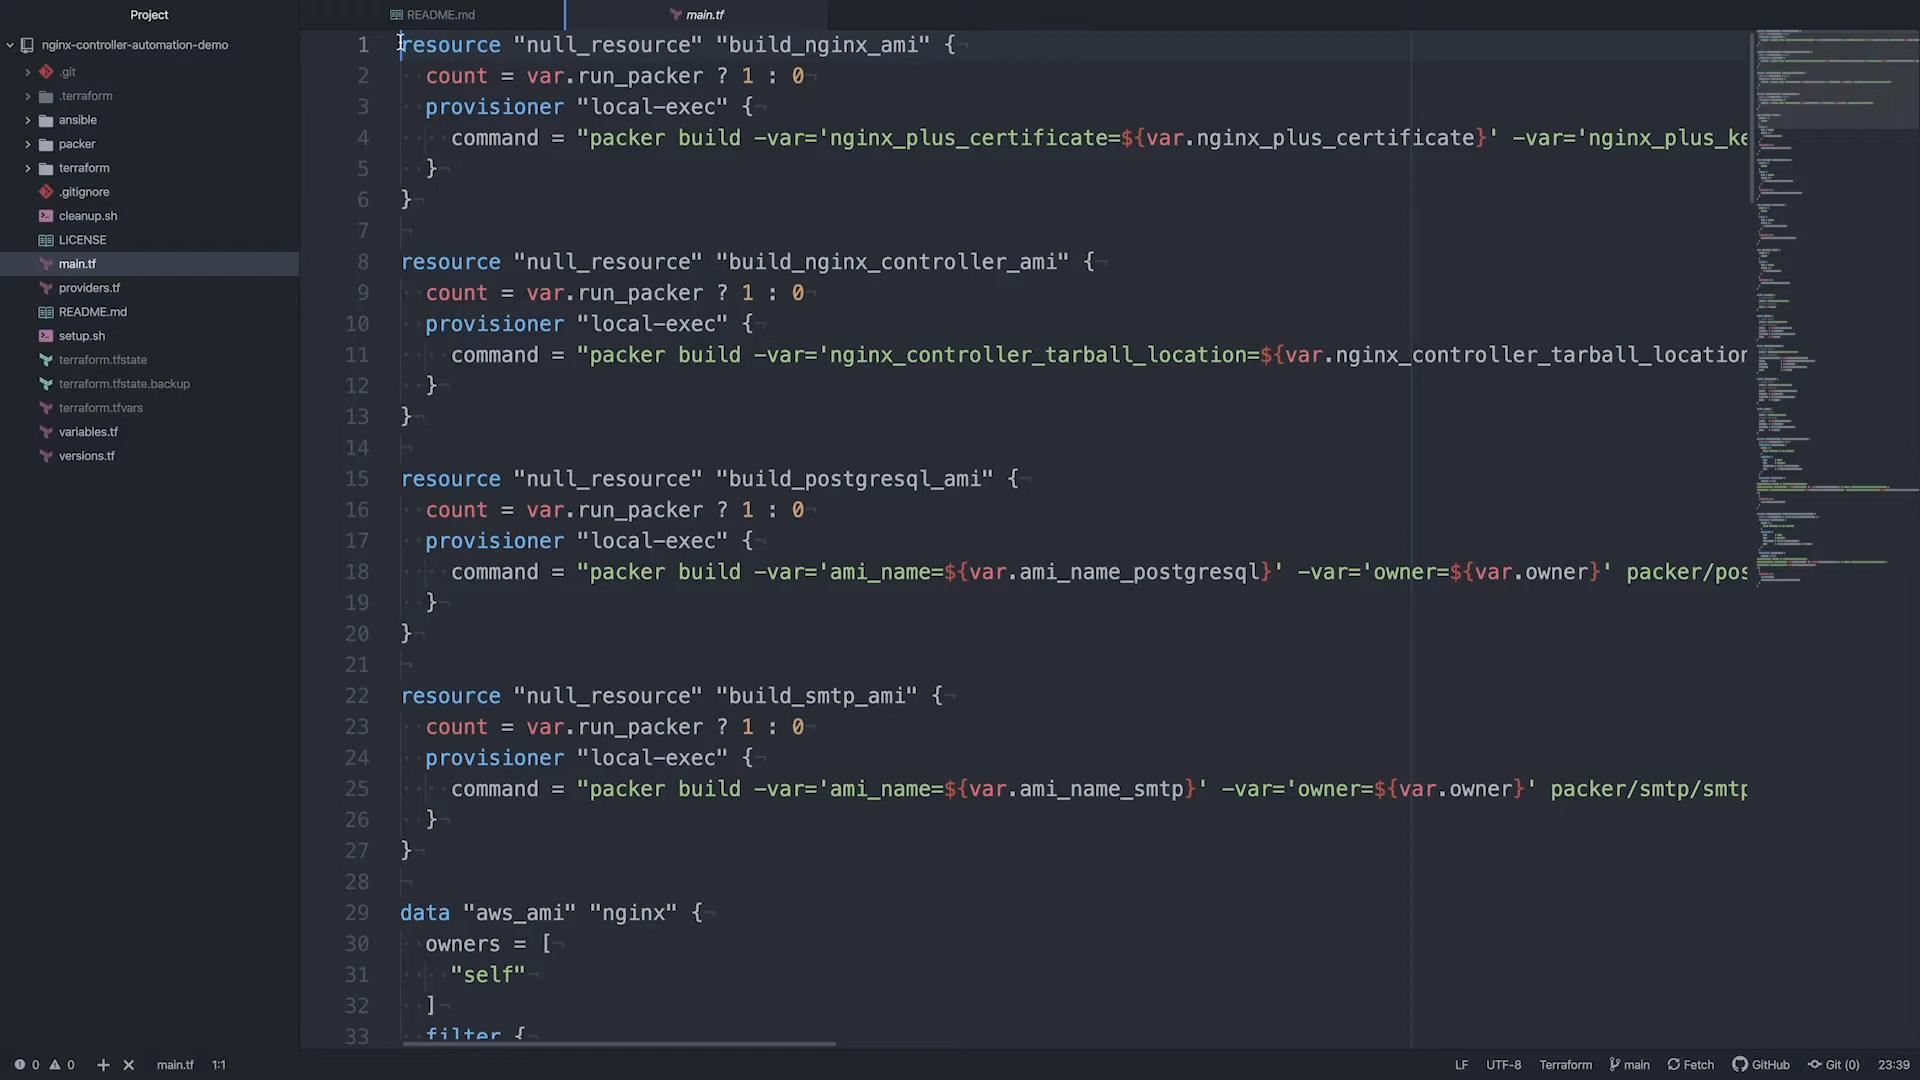 Project
README.md
main.tf
nginx-controller-automation-demo
.git
.terraform
ansible
packer
terraform
.gitignore
cleanup.sh
LICENSE
main.tf
providers.tf
README.md
setup.sh
terraform.tfstate
terraform.tfstate.backup
terraform.tfvars
variables.tf
versions.tf
1 resource "null_resource" "build_nginx_ami" {
2 count = var.run_packer ? 1 : 0
3 provisioner "local-exec" {
4 command = "packer build -var='nginx_plus_certificate=${var.nginx_plus_certificate}' -var='nginx_plus_ke
5 }
6 }
7
8 resource "null_resource" "build_nginx_controller_ami" {
9 count = var.run_packer ? 1 : 0
10 provisioner "local-exec" {
11 command = "packer build -var='nginx_controller_tarball_location=${var.nginx_controller_tarball_location
12 }
13 }
14
15 resource "null_resource" "build_postgresql_ami" {
16 count = var.run_packer ? 1 : 0
17 provisioner "local-exec" {
18 command = "packer build -var='ami_name=${var.ami_name_postgresql}' -var='owner=${var.owner}' packer/pos
19 }
20 }
21
22 resource "null_resource" "build_smtp_ami" {
23 count = var.run_packer ? 1 : 0
24 provisioner "local-exec" {
25 command = "packer build -var='ami_name=${var.ami_name_smtp}' -var='owner=${var.owner}' packer/smtp/smtp
26 }
27 }
28
29 data "aws_ami" "nginx" {
30 owners = [
31 "self"
32 ]
33 filter {
0 0 main.tf 1:1 LF UTF-8 Terraform main Fetch GitHub Git (0) 23:39